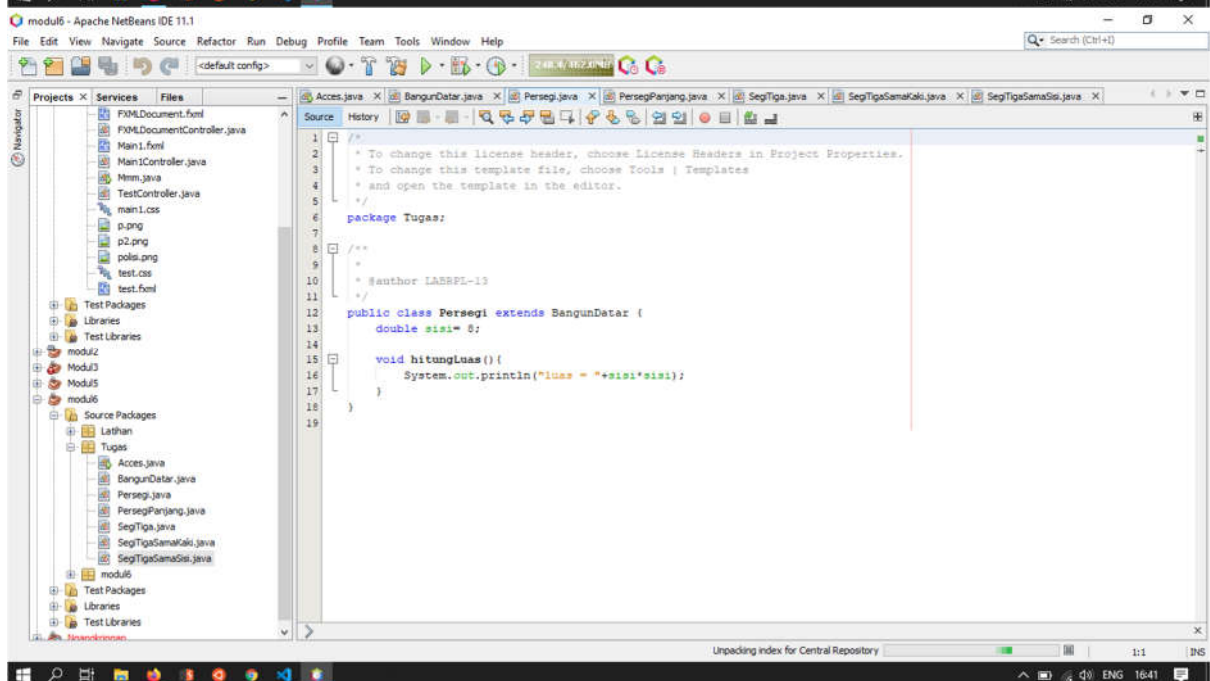 modul6 - Apache NetBeans IDE 11.1
File Edit View Navigate Source Refactor Run Debug Profile Team Tools Window Help
Search (Ctrl+I)
<default config>
Projects Services Files
Acces.java BangunDatar.java Persegi.java PersegPanjang.java SegiTiga.java SegiTigaSamaKaki.java SegiTigaSamaSisi.java
Navigator
FXMLDocument.fxml
FXMLDocumentController.java
Main1.fxml
Main1Controller.java
Mmm.java
TestController.java
main1.css
p.png
p2.png
polisi.png
test.css
test.fxml
Test Packages
Libraries
Test Libraries
modul2
Modul3
Modul5
modul6
Source Packages
Latihan
Tugas
Acces.java
BangunDatar.java
Persegi.java
PersegPanjang.java
SegiTiga.java
SegiTigaSamaKaki.java
SegiTigaSamaSisi.java
modul6
Test Packages
Libraries
Test Libraries
Source History
1 /*
2 * To change this license header, choose License Headers in Project Properties.
3 * To change this template file, choose Tools | Templates
4 * and open the template in the editor.
5 */
6 package Tugas;
7
8 /**
9 *
10 * @author LABRPL-13
11 */
12 public class Persegi extends BangunDatar {
13 double sisi= 8;
14
15 void hitungLuas(){
16 System.out.println("luas = "+sisi*sisi);
17 }
18 }
19
Unpacking index for Central Repository
1:1 INS
ENG 16:41